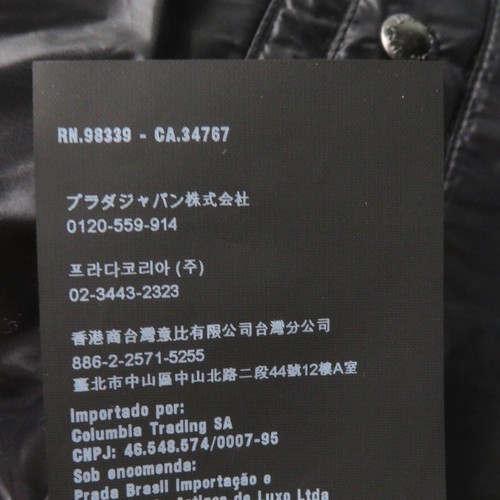 RN.98339 - CA.34767
プラダジャパン株式会社
0120-559-914
프라다코리아 (주)
02-3443-2323
香港商台灣意比有限公司台灣分公司
886-2-2571-5255
臺北市中山區中山北路二段44號12樓A室
Importado por:
Columbia Trading SA
CNPJ: 46.548.574/0007-95
Sob encomenda:
Prada Brasil Importação e
de Luxo Ltda